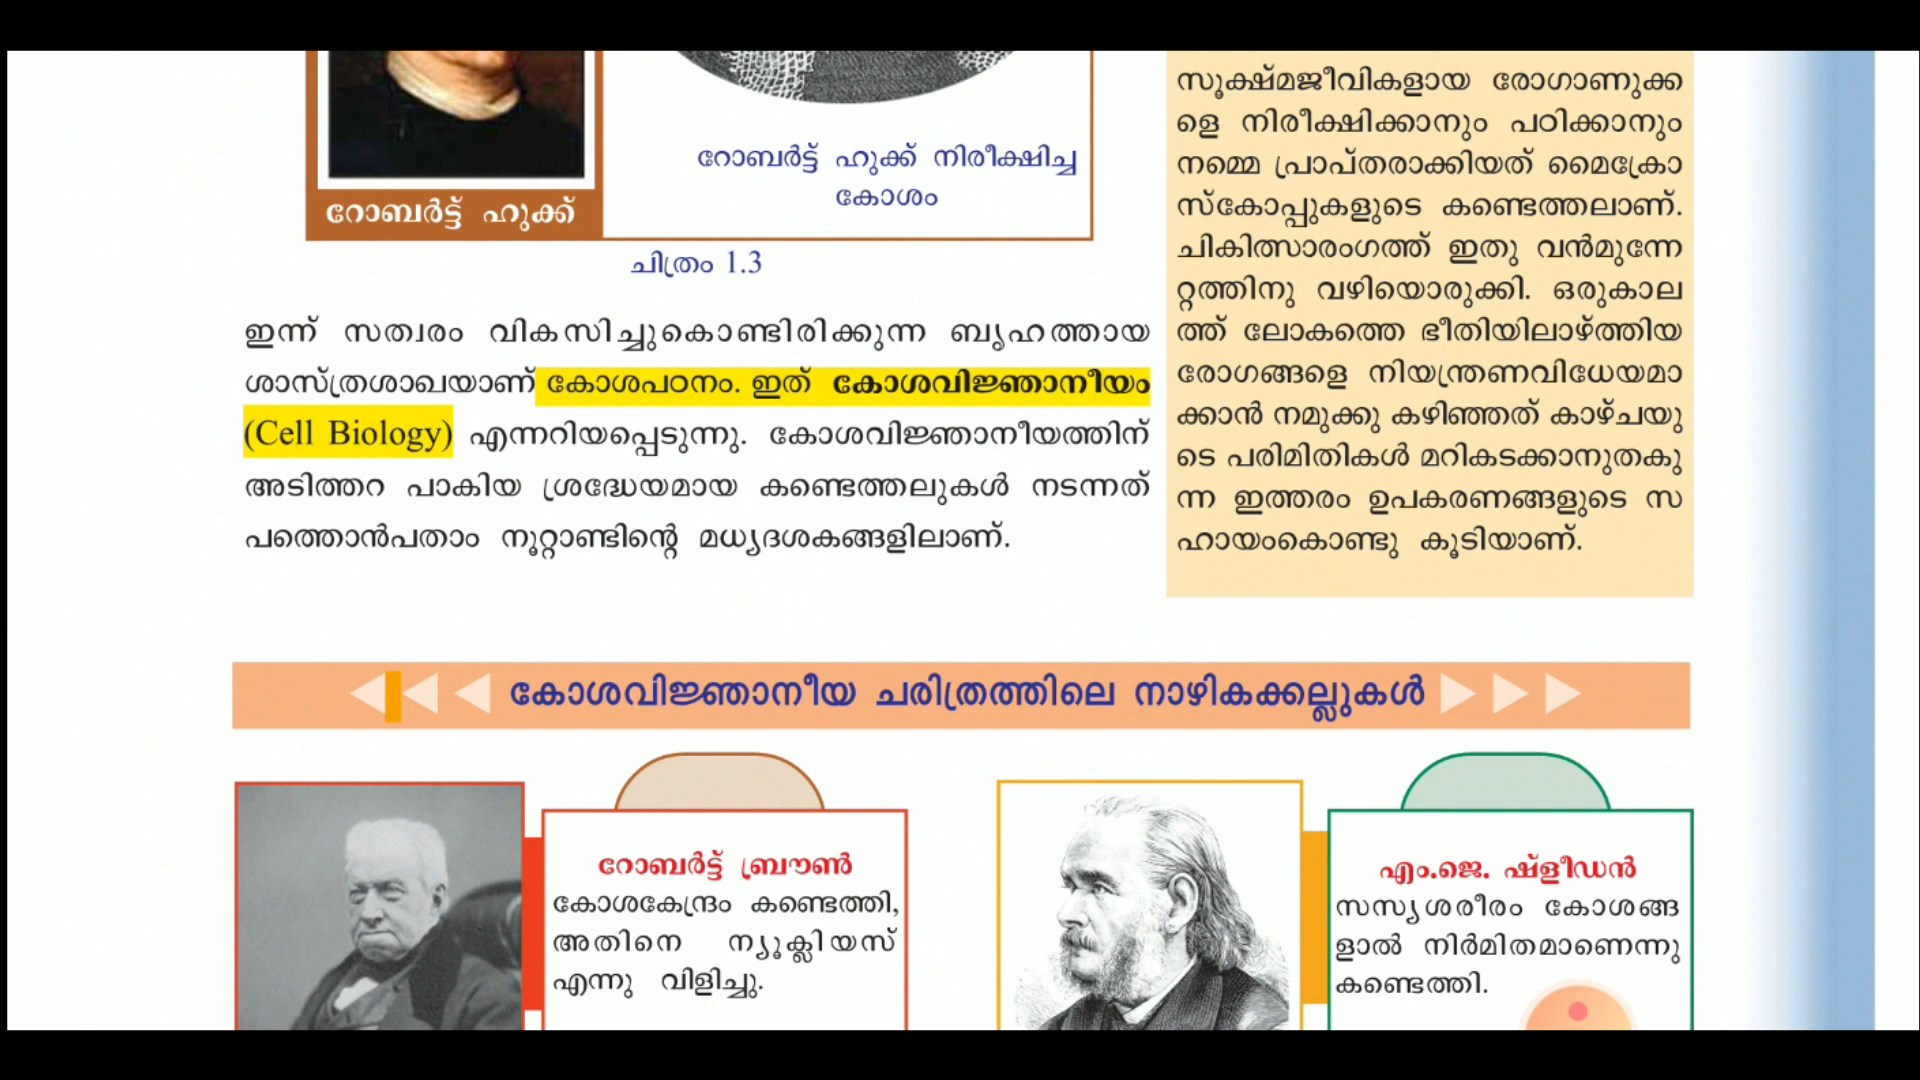 റോബർട്ട് ഹുക്ക് നിരീക്ഷിച്ച
കോശം
റോബർട്ട് ഹുക്ക്
ചിത്രം 1.3
ഇന്ന് സത്വരം വികസിച്ചുകൊണ്ടിരിക്കുന്ന ബൃഹത്തായ
ശാസ്ത്രശാഖയാണ് കോശപഠനം. ഇത് കോശവിജ്ഞാനീയം
(Cell Biology) എന്നറിയപ്പെടുന്നു. കോശവിജ്ഞാനീയത്തിന്
അടിത്തറ പാകിയ ശ്രദ്ധേയമായ കണ്ടെത്തലുകൾ നടന്നത്
പത്തൊൻപതാം നൂറ്റാണ്ടിന്റെ മധ്യദശകങ്ങളിലാണ്.
സൂക്ഷ്മജീവികളായ രോഗാണുക്ക
ളെ നിരീക്ഷിക്കാനും പഠിക്കാനും
നമ്മെ പ്രാപ്തരാക്കിയത് മൈക്രോ
സ്കോപ്പുകളുടെ കണ്ടെത്തലാണ്.
ചികിത്സാരംഗത്ത് ഇതു വൻമുന്നേ
റ്റത്തിനു വഴിയൊരുക്കി. ഒരുകാല
ത്ത് ലോകത്തെ ഭീതിയിലാഴ്ത്തിയ
രോഗങ്ങളെ നിയന്ത്രണവിധേയമാ
ക്കാൻ നമുക്കു കഴിഞ്ഞത് കാഴ്ചയു
ടെ പരിമിതികൾ മറികടക്കാനുതകു
ന്ന ഇത്തരം ഉപകരണങ്ങളുടെ സ
ഹായംകൊണ്ടു കൂടിയാണ്.
കോശവിജ്ഞാനീയ ചരിത്രത്തിലെ നാഴികക്കല്ലുകൾ
റോബർട്ട് ബ്രൗൺ
കോശകേന്ദ്രം കണ്ടെത്തി,
അതിനെ ന്യൂക്ലിയസ്
എന്നു വിളിച്ചു.
എം.ജെ. ഷ്ളീഡൻ
സസ്യശരീരം കോശങ്ങ
ളാൽ നിർമിതമാണെന്നു
കണ്ടെത്തി.